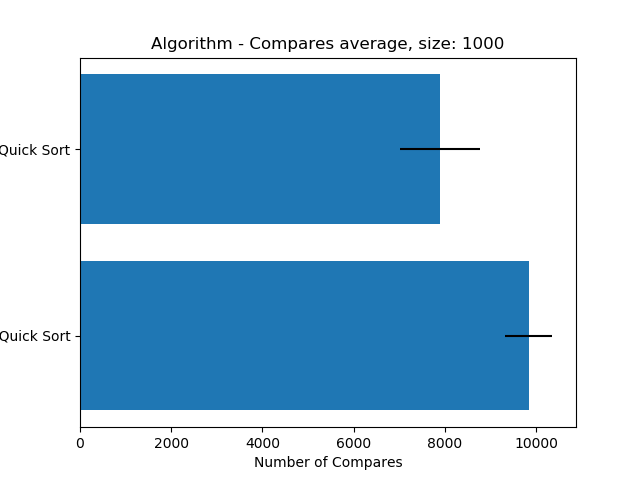 Algorithm - Compares average, size: 1000
Quick Sort
Quick Sort
0 2000 4000 6000 8000 10000
Number of Compares